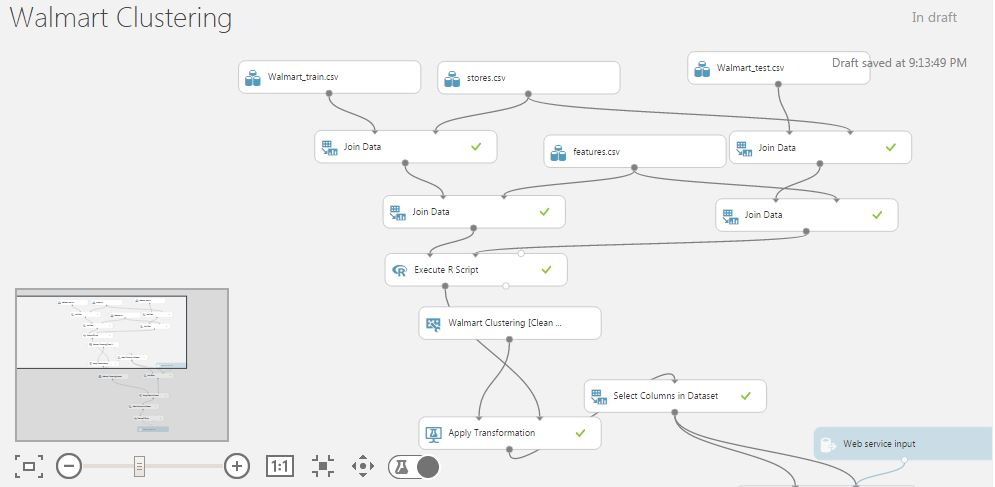 Walmart Clustering
In draft
Draft saved at 9:13:49 PM
Walmart_train.csv
stores.csv
Walmart_test.csv
Join Data
features.csv
Join Data
Join Data
Join Data
Execute R Script
Walmart Clustering [Clean ...
Select Columns in Dataset
Apply Transformation
Web service input
1:1